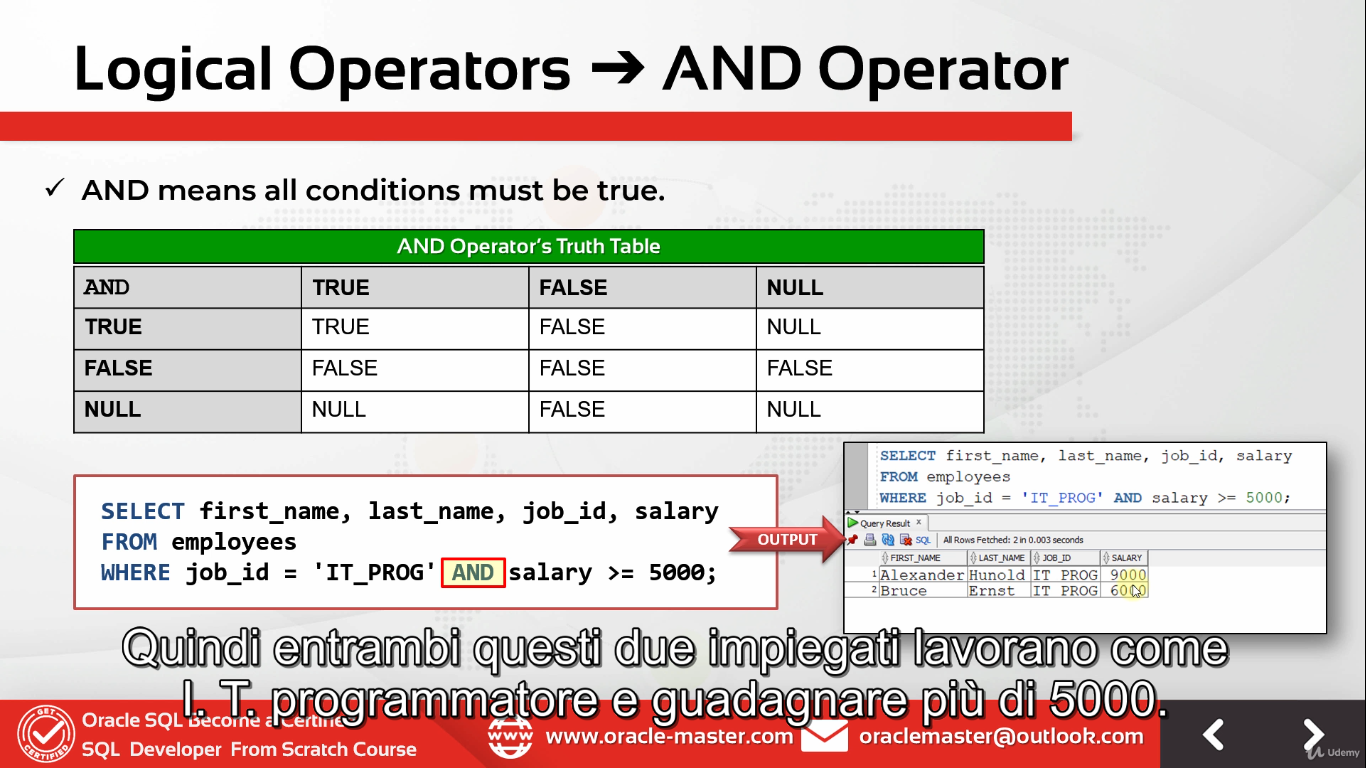 Logical Operators ➔ AND Operator
✓ AND means all conditions must be true.
AND Operator's Truth Table
AND TRUE FALSE NULL
TRUE TRUE FALSE NULL
FALSE FALSE FALSE FALSE
NULL NULL FALSE NULL
SELECT first_name, last_name, job_id, salary
FROM employees
WHERE job_id = 'IT_PROG' AND salary >= 5000;
OUTPUT
SELECT first_name, last_name, job_id, salary
FROM employees
WHERE job_id = 'IT_PROG' AND salary >= 5000;
Query Result x
SQL All Rows Fetched: 2 in 0.003 seconds
FIRST_NAME LAST_NAME JOB_ID SALARY
1 Alexander Hunold IT_PROG 9000
2 Bruce Ernst IT_PROG 6000
Quindi entrambi questi due impiegati lavorano come
I. T. programmatore e guadagnare più di 5000.
GET CERTIFIED
Oracle SQL Become a Certified
SQL Developer From Scratch Course
www
www.oracle-master.com
oraclemaster@outlook.com
Udemy